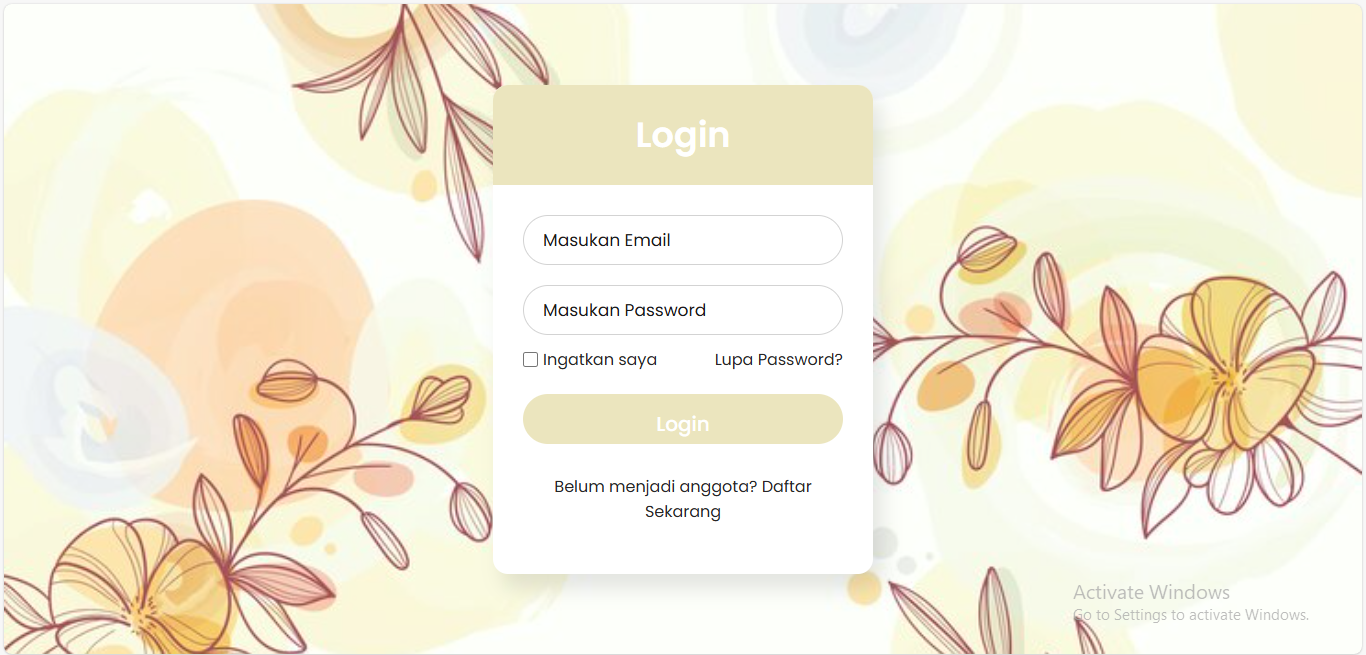 Login
Masukan Email
Masukan Password
Ingatkan saya
Lupa Password?
Login
Belum menjadi anggota? Daftar
Sekarang
Activate Windows
Go to Settings to activate Windows.